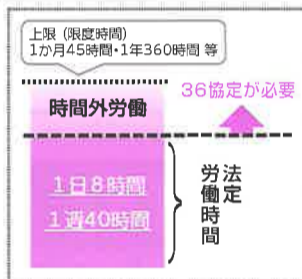 上限（限度時間）
1か月45時間・1年360時間 等
時間外労働
36協定が必要
1日8時間
1週40時間
法定
労働時間